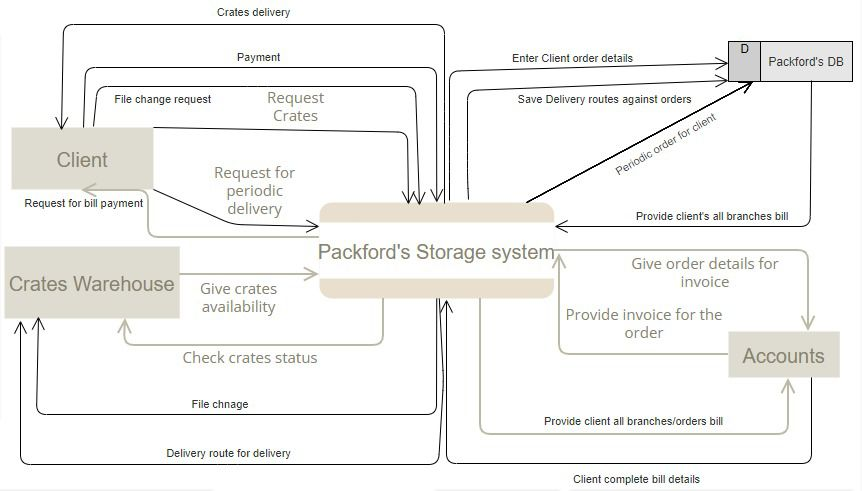 Crates delivery
Payment
File change request
Request
Crates
Enter Client order details
Save Delivery routes against orders
D
Packford's DB
Periodic order for client
Client
Request for
periodic
delivery
Request for bill payment
Provide client's all branches bill
Packford's Storage system
Crates Warehouse
Give crates
availability
Give order details for
invoice
Provide invoice for the
order
Accounts
Check crates status
File chnage
Provide client all branches/orders bill
Delivery route for delivery
Client complete bill details